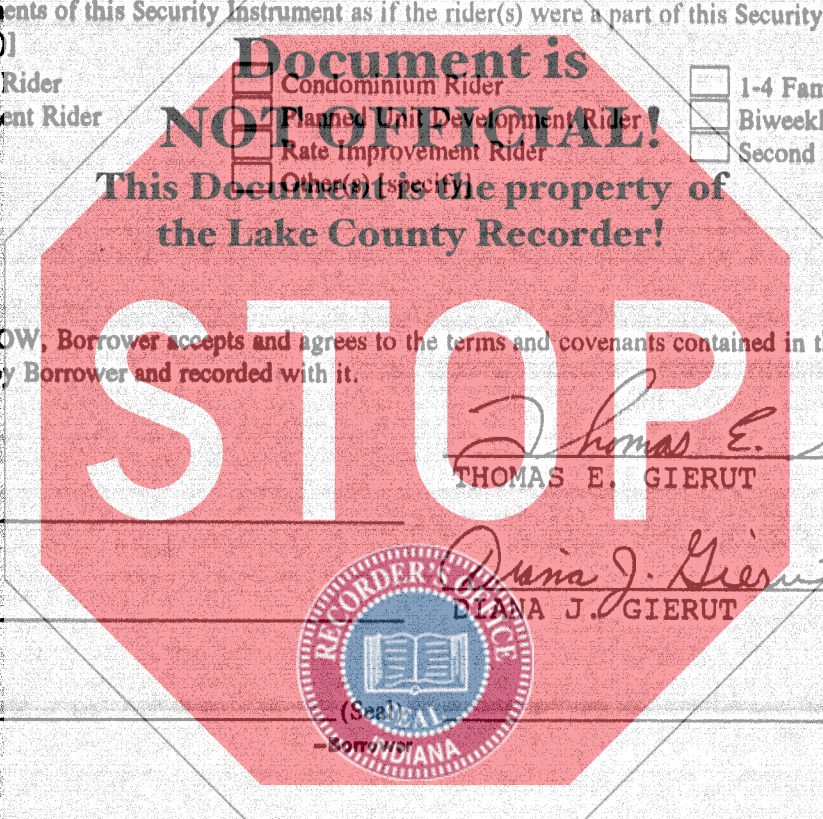 ents of this Security Instrument as if the rider(s) were a part of this Security
Document is
Rider Condominium Rider 1-4 Fam
ent Rider Planned Unit Development Rider Biweekl
NOT OFFICIAL!
Rate Improvement Rider Second
Other(s) [specify]
This Document is the property of
the Lake County Recorder!
STOP
OW, Borrower accepts and agrees to the terms and covenants contained in th
y Borrower and recorded with it.
Thomas E.
THOMAS E. GIERUT
Diana J. Gieru
DIANA J. GIERUT
RECORDER'S OFFICE
(Seal)
SEAL
-Borrower
INDIANA